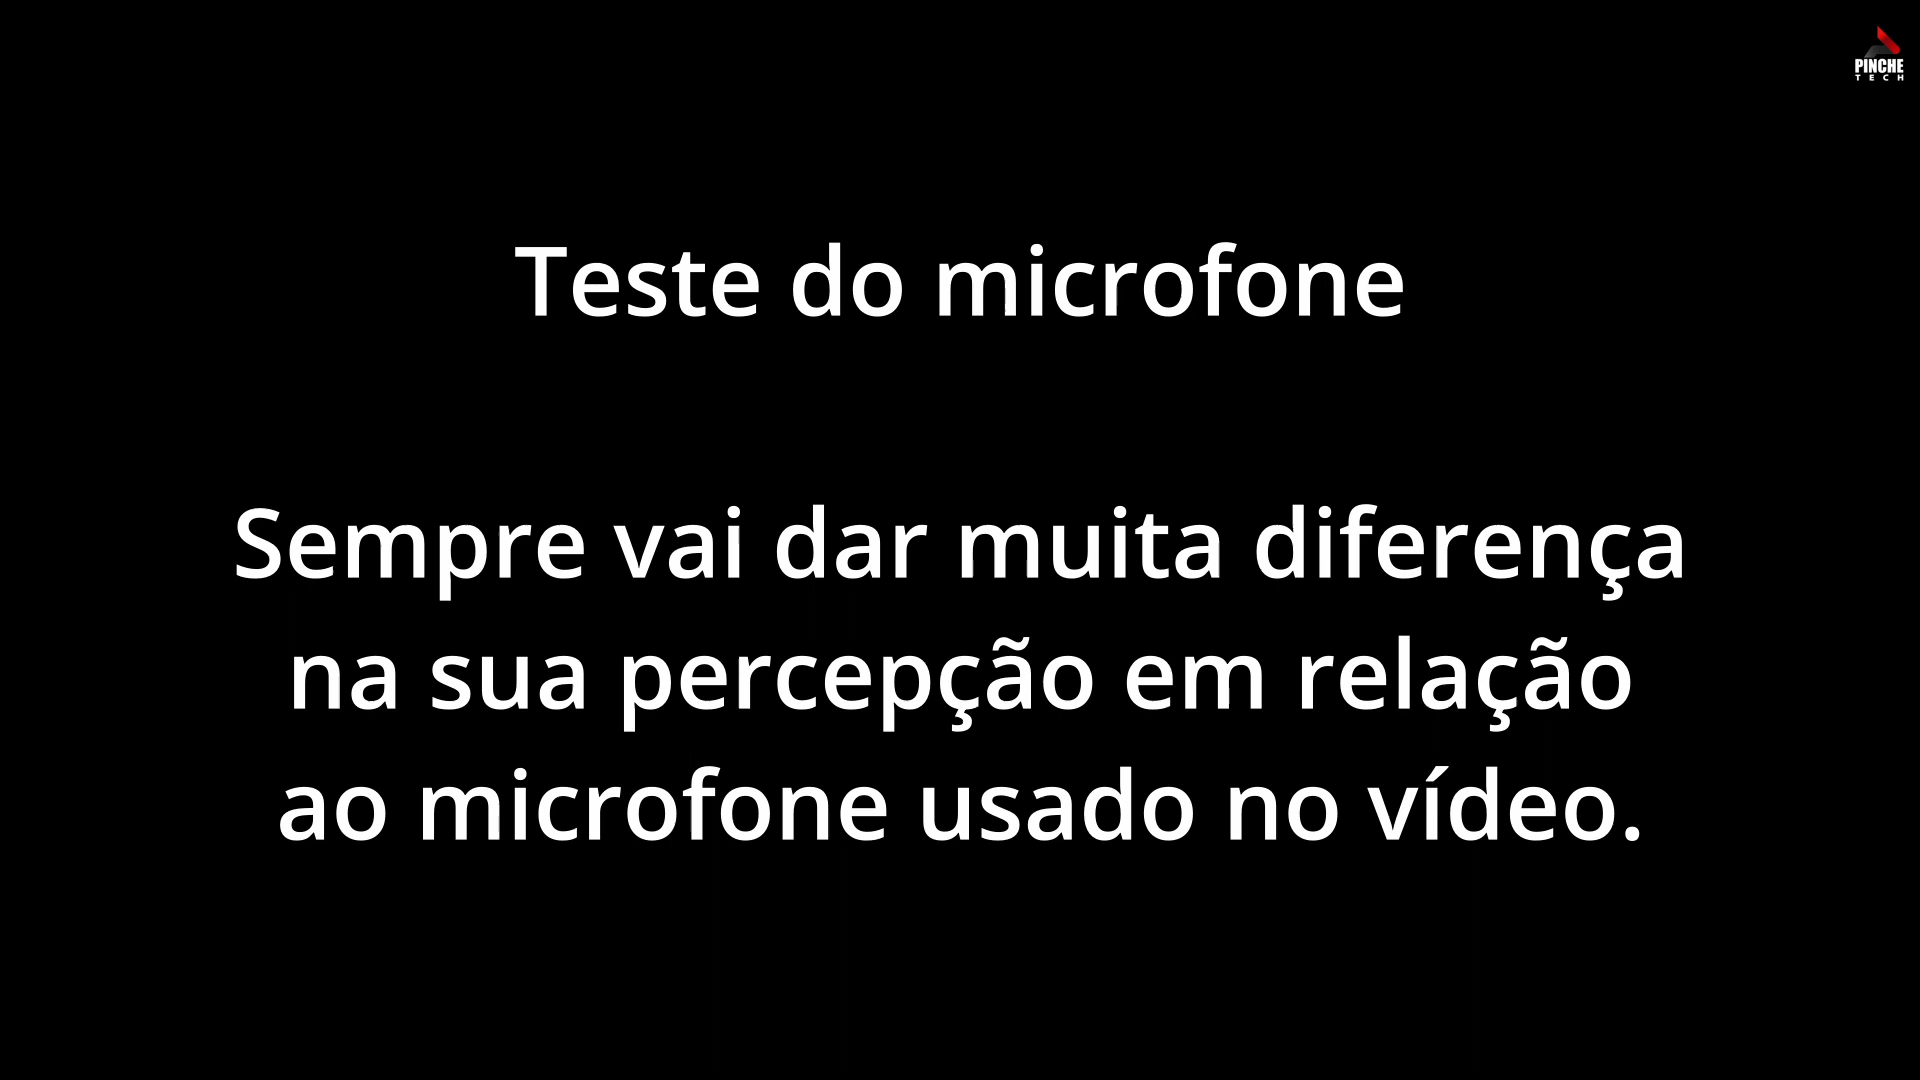 PINCHE
TECH
Teste do microfone
Sempre vai dar muita diferença
na sua percepção em relação
ao microfone usado no vídeo.